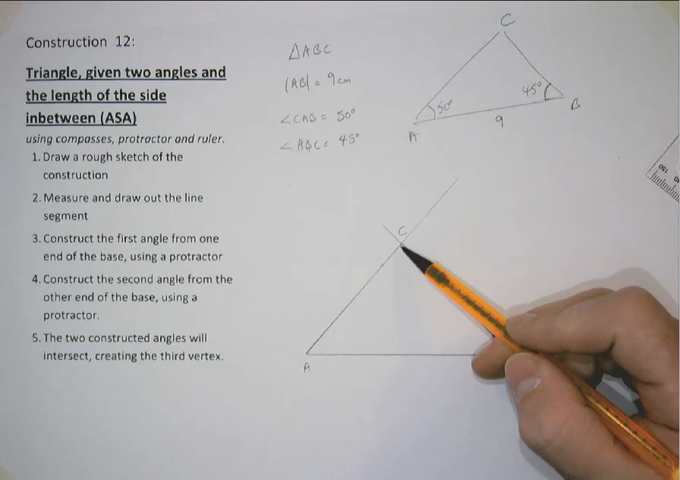 Construction 12:
Triangle, given two angles and
the length of the side
inbetween (ASA)
using compasses, protractor and ruler.
1. Draw a rough sketch of the
construction
2. Measure and draw out the line
segment
3. Construct the first angle from one
end of the base, using a protractor
4. Construct the second angle from the
other end of the base, using a
protractor.
5. The two constructed angles will
intersect, creating the third vertex.
△ABC
|AB| = 9cm
∠CAB = 50°
∠ABC = 45°
C
50°
45°
A
B
9
C
A